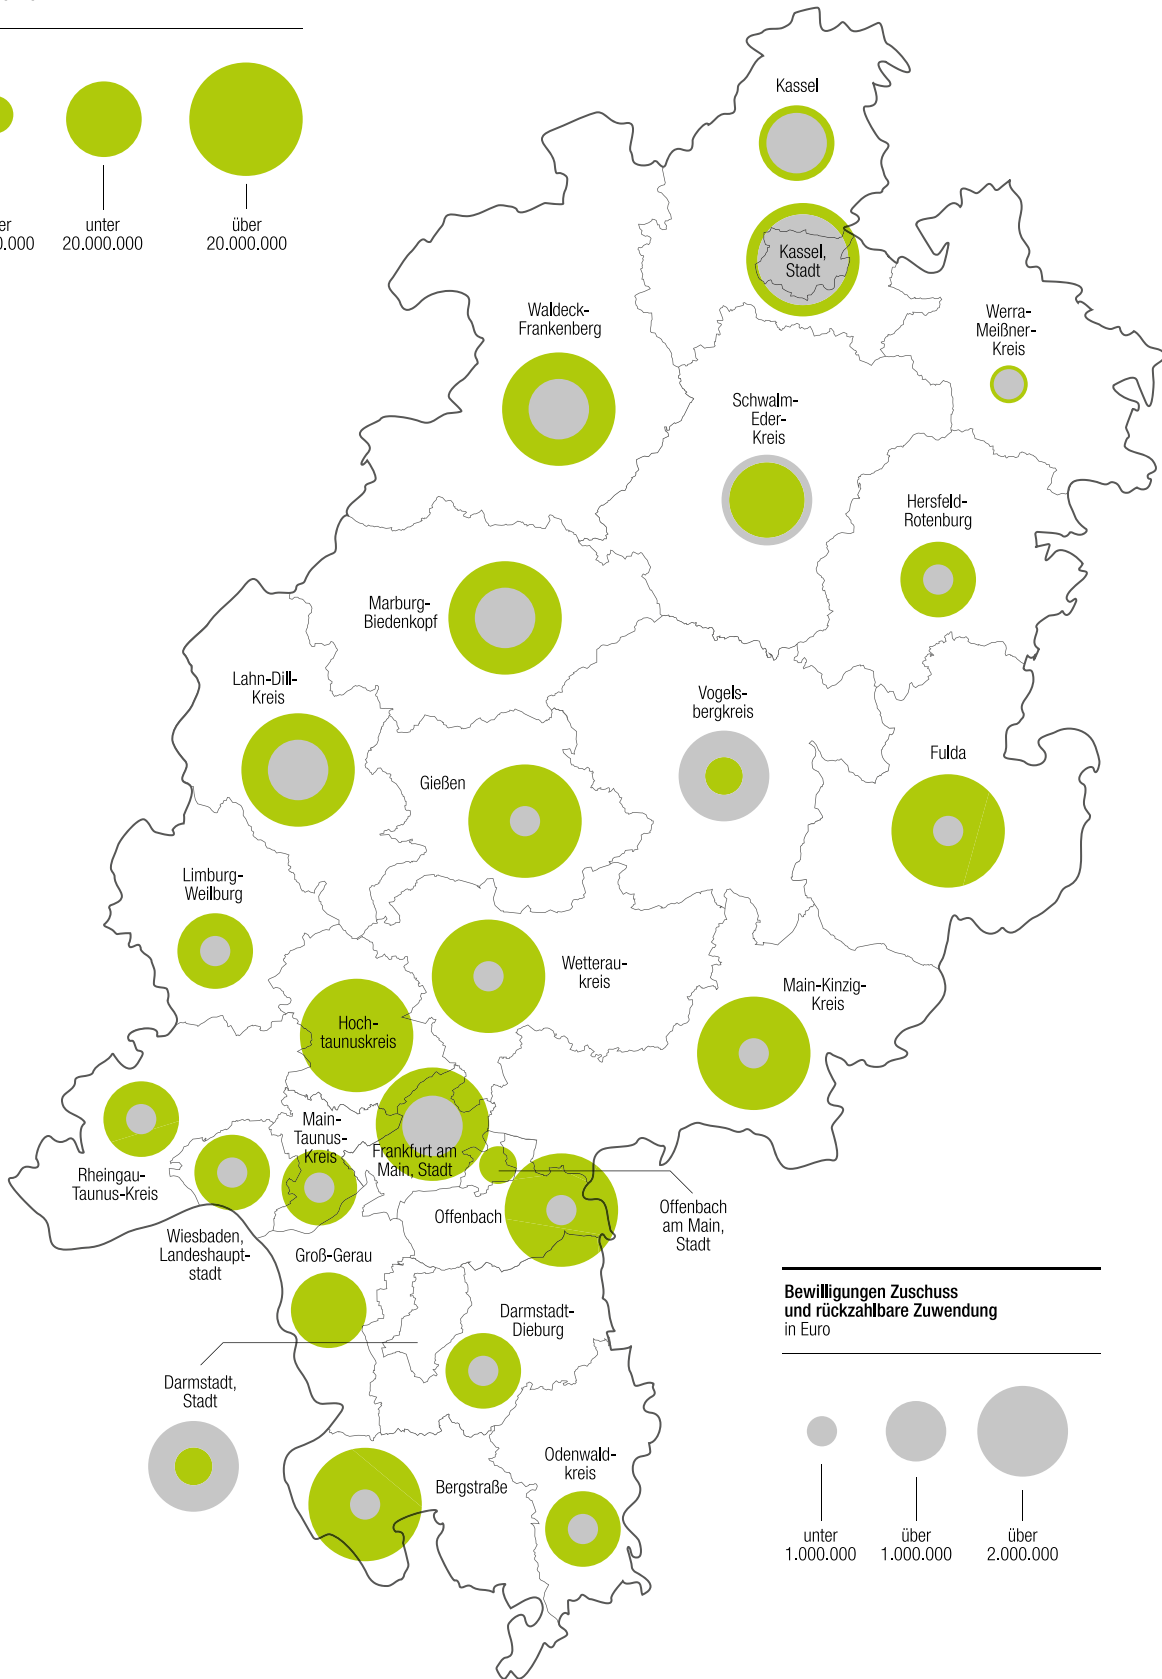 unter
20.000.000
über
20.000.000
Kassel
Kassel,
Stadt
Waldeck-
Frankenberg
Werra-
Meißner-
Kreis
Schwalm-
Eder-
Kreis
Hersfeld-
Rotenburg
Marburg-
Biedenkopf
Lahn-Dill-
Kreis
Vogels-
bergkreis
Gießen
Fulda
Limburg-
Weilburg
Wetterau-
kreis
Main-Kinzig-
Kreis
Hoch-
taunuskreis
Main-
Taunus-
Kreis
Frankfurt am
Main, Stadt
Rheingau-
Taunus-Kreis
Offenbach
Offenbach
am Main,
Stadt
Wiesbaden,
Landeshaupt-
stadt
Groß-Gerau
Darmstadt-
Dieburg
Darmstadt,
Stadt
Bergstraße
Odenwald-
kreis
Bewilligungen Zuschuss
und rückzahlbare Zuwendung
in Euro
unter
1.000.000
über
1.000.000
über
2.000.000